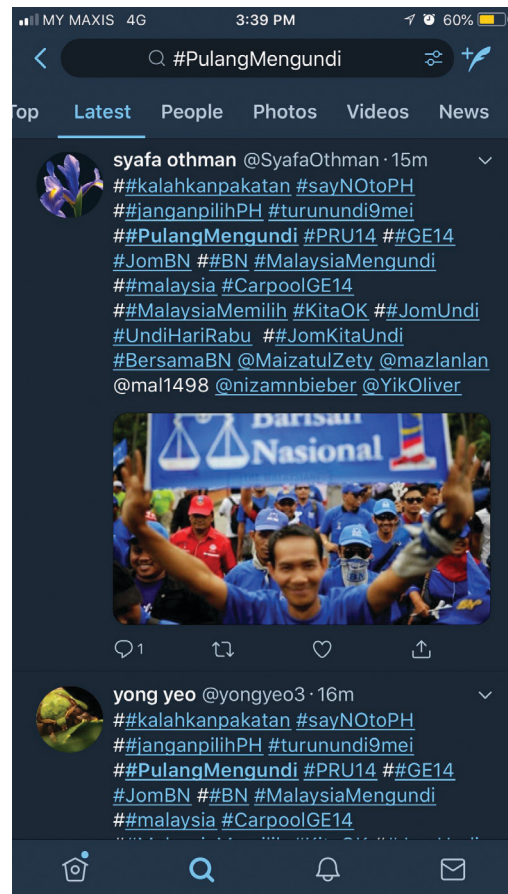 MY MAXIS 4G 3:39 PM 60%
#PulangMengundi
Top Latest People Photos Videos News
syafa othman @SyafaOthman · 15m
##kalahkanpakatan #sayNOtoPH
##janganpilihPH #turunundi9mei
##PulangMengundi #PRU14 ##GE14
#JomBN ##BN #MalaysiaMengundi
##malaysia #CarpoolGE14
##MalaysiaMemilih #KitaOK ##JomUndi
#UndiHariRabu ##JomKitaUndi
#BersamaBN @MaizatulZety @mazlanlan
@mal1498 @nizamnbieber @YikOliver
Barisan
Nasional
1
yong yeo @yongyeo3 · 16m
##kalahkanpakatan #sayNOtoPH
##janganpilihPH #turunundi9mei
##PulangMengundi #PRU14 ##GE14
#JomBN ##BN #MalaysiaMengundi
##malaysia #CarpoolGE14